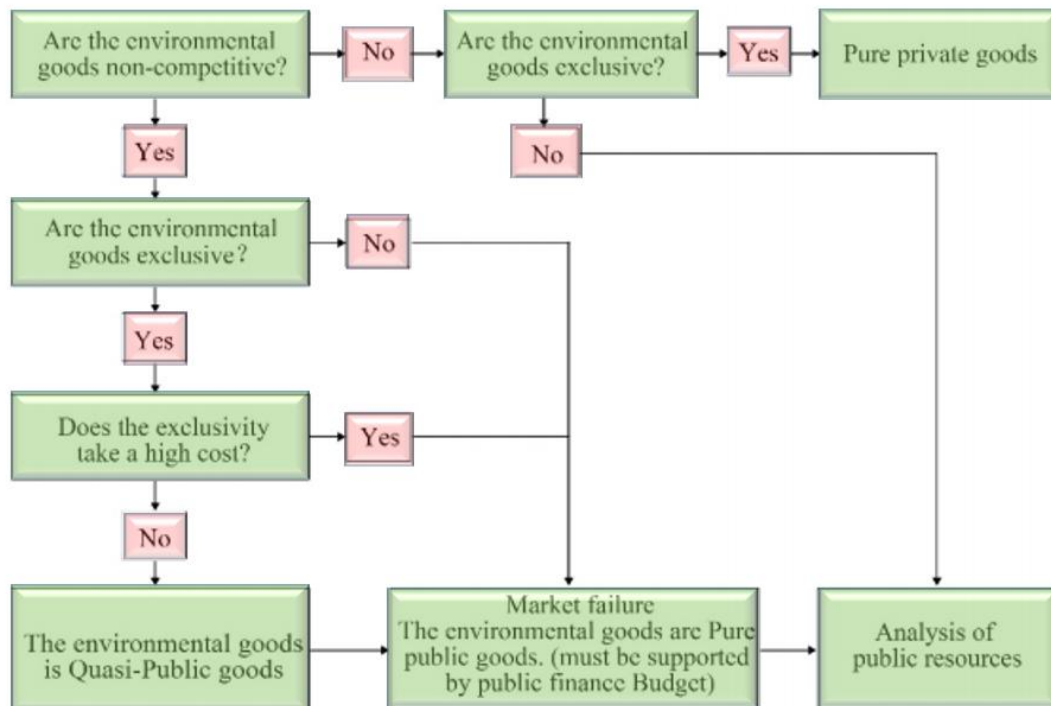 Are the environmental
goods non-competitive?
No
Are the environmental
goods exclusive?
Yes
Pure private goods
Yes
No
Are the environmental
goods exclusive?
No
Yes
Does the exclusivity
take a high cost?
Yes
No
The environmental goods
is Quasi-Public goods
Market failure
The environmental goods are Pure
public goods. (must be supported
by public finance Budget)
Analysis of
public resources